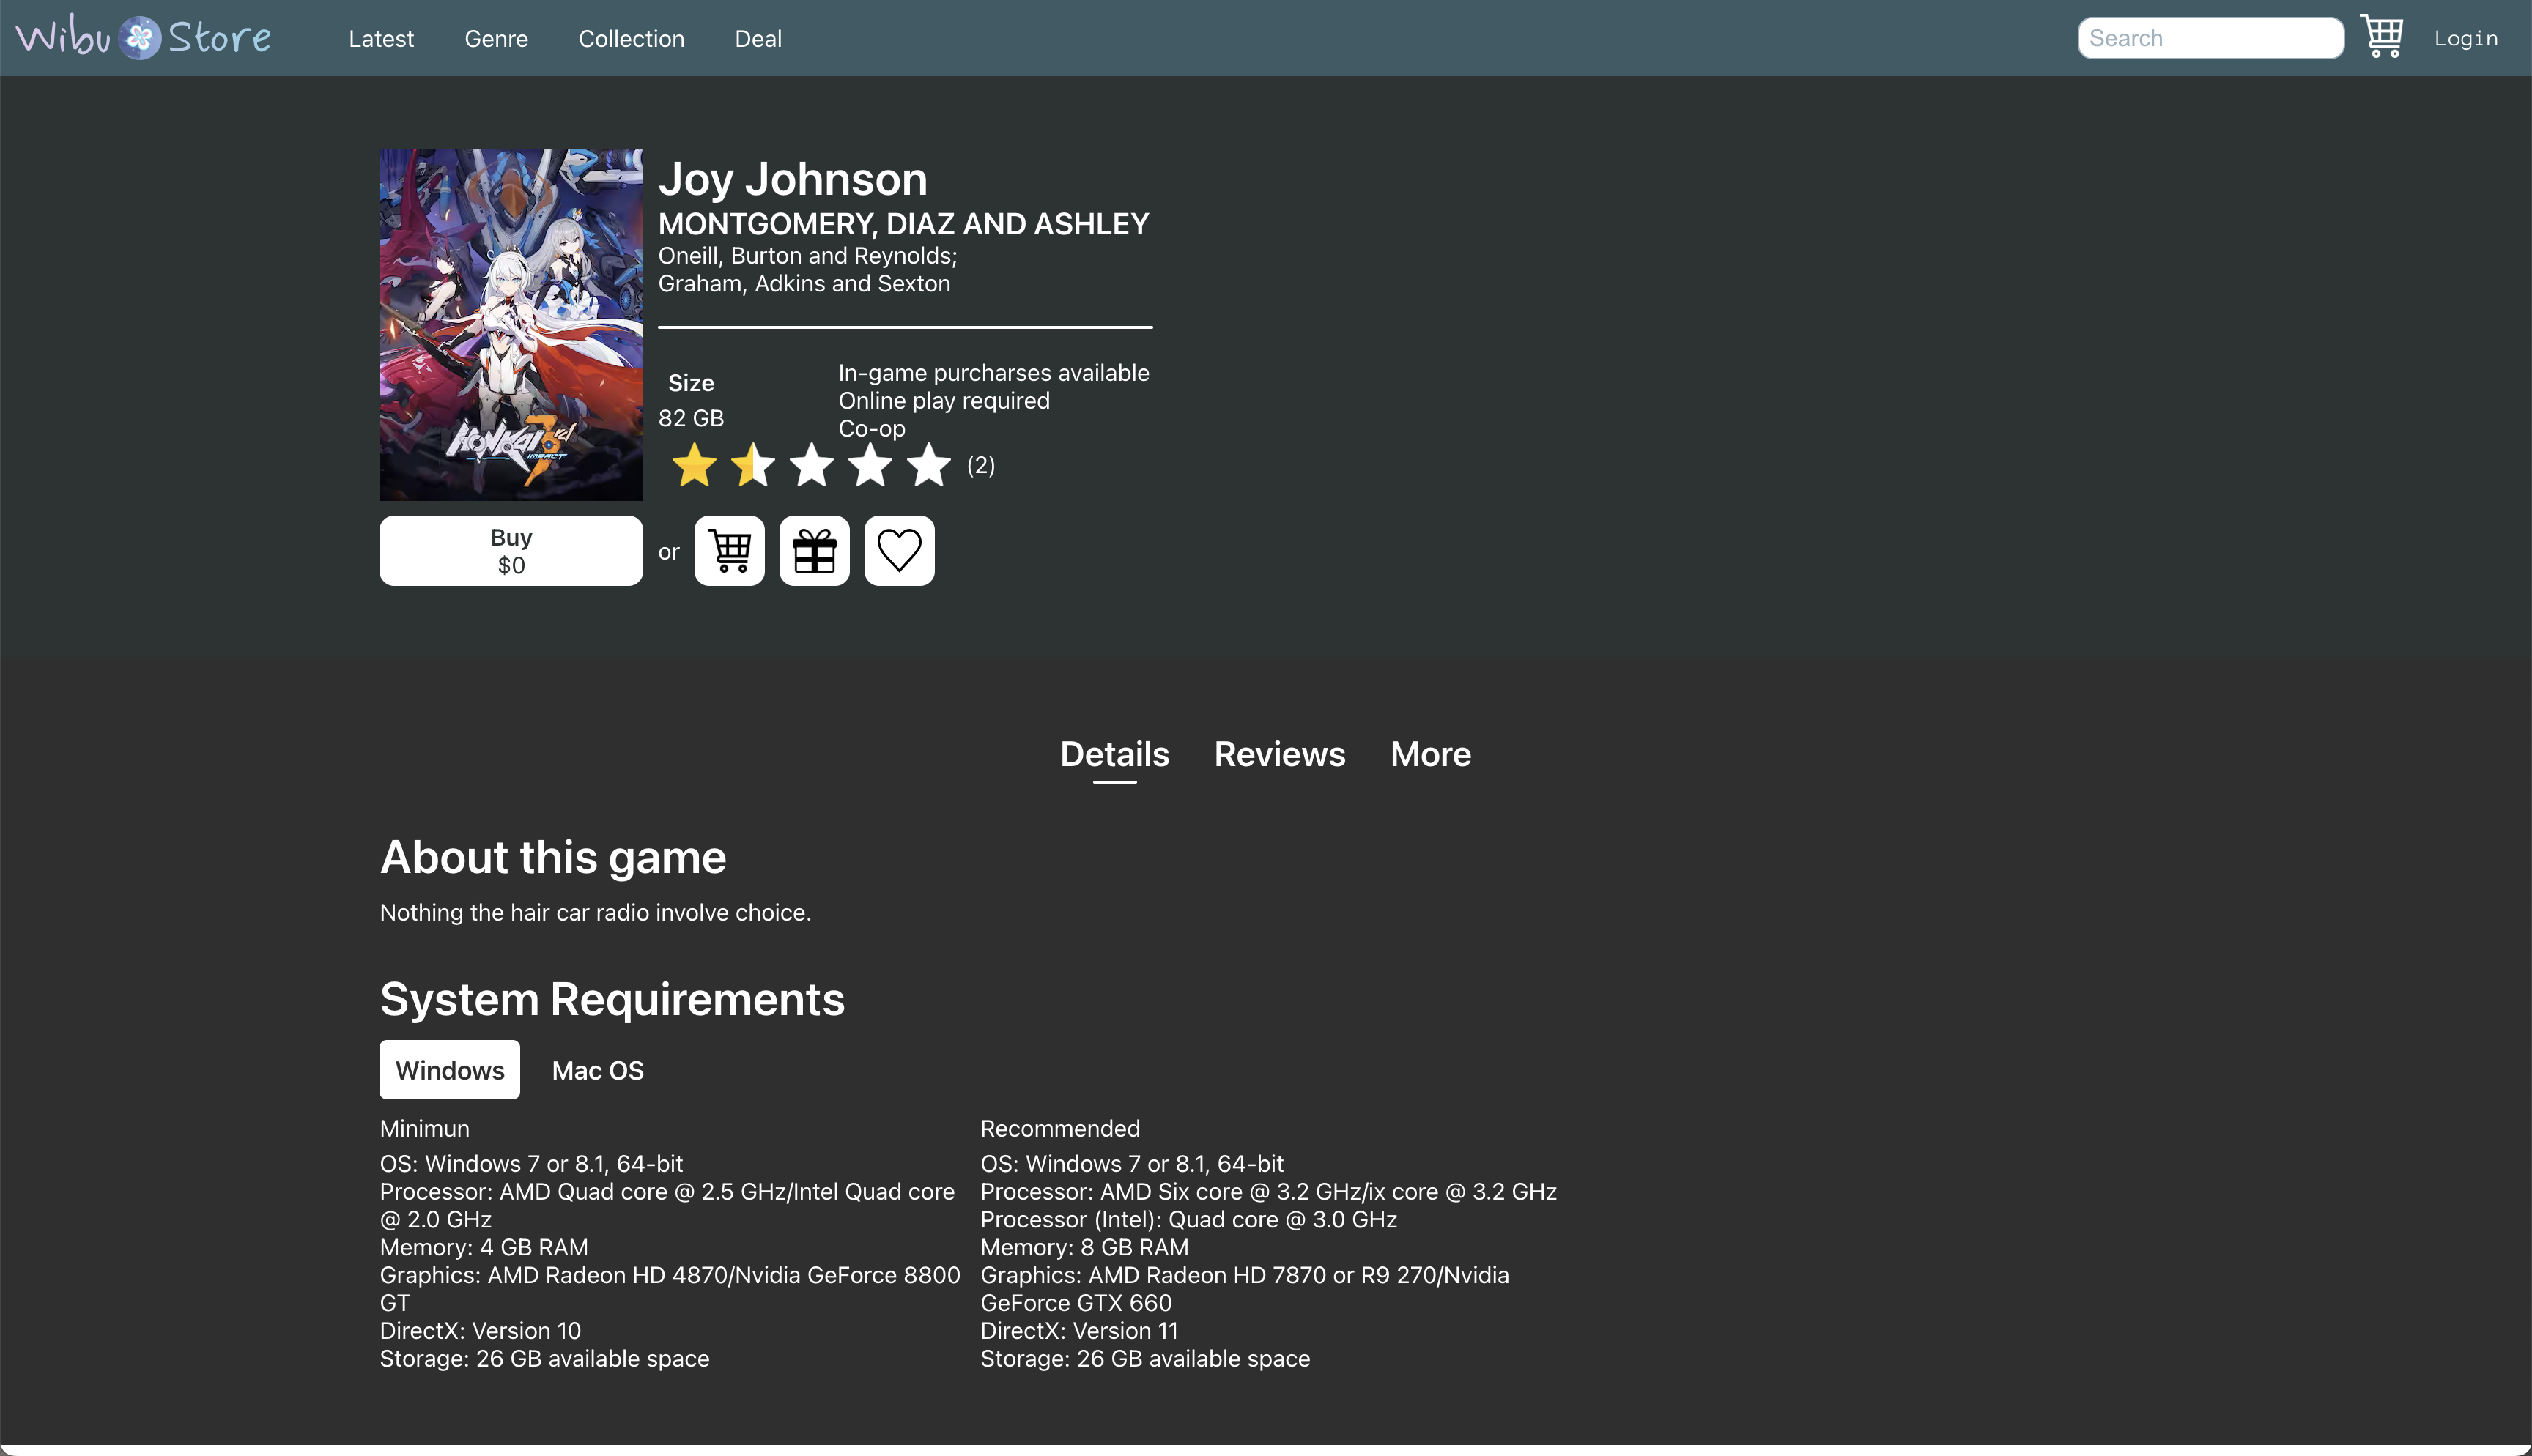 Wibu Store
Latest Genre Collection Deal
Search
Login
Joy Johnson
MONTGOMERY, DIAZ AND ASHLEY
Oneill, Burton and Reynolds;
Graham, Adkins and Sexton
Size
82 GB
In-game purcharses available
Online play required
Co-op
(2)
HONKAI 3rd
IMPACT
Buy
$0
or
Details Reviews More
About this game
Nothing the hair car radio involve choice.
System Requirements
Windows Mac OS
Minimun
OS: Windows 7 or 8.1, 64-bit
Processor: AMD Quad core @ 2.5 GHz/Intel Quad core
@ 2.0 GHz
Memory: 4 GB RAM
Graphics: AMD Radeon HD 4870/Nvidia GeForce 8800
GT
DirectX: Version 10
Storage: 26 GB available space
Recommended
OS: Windows 7 or 8.1, 64-bit
Processor: AMD Six core @ 3.2 GHz/ix core @ 3.2 GHz
Processor (Intel): Quad core @ 3.0 GHz
Memory: 8 GB RAM
Graphics: AMD Radeon HD 7870 or R9 270/Nvidia
GeForce GTX 660
DirectX: Version 11
Storage: 26 GB available space